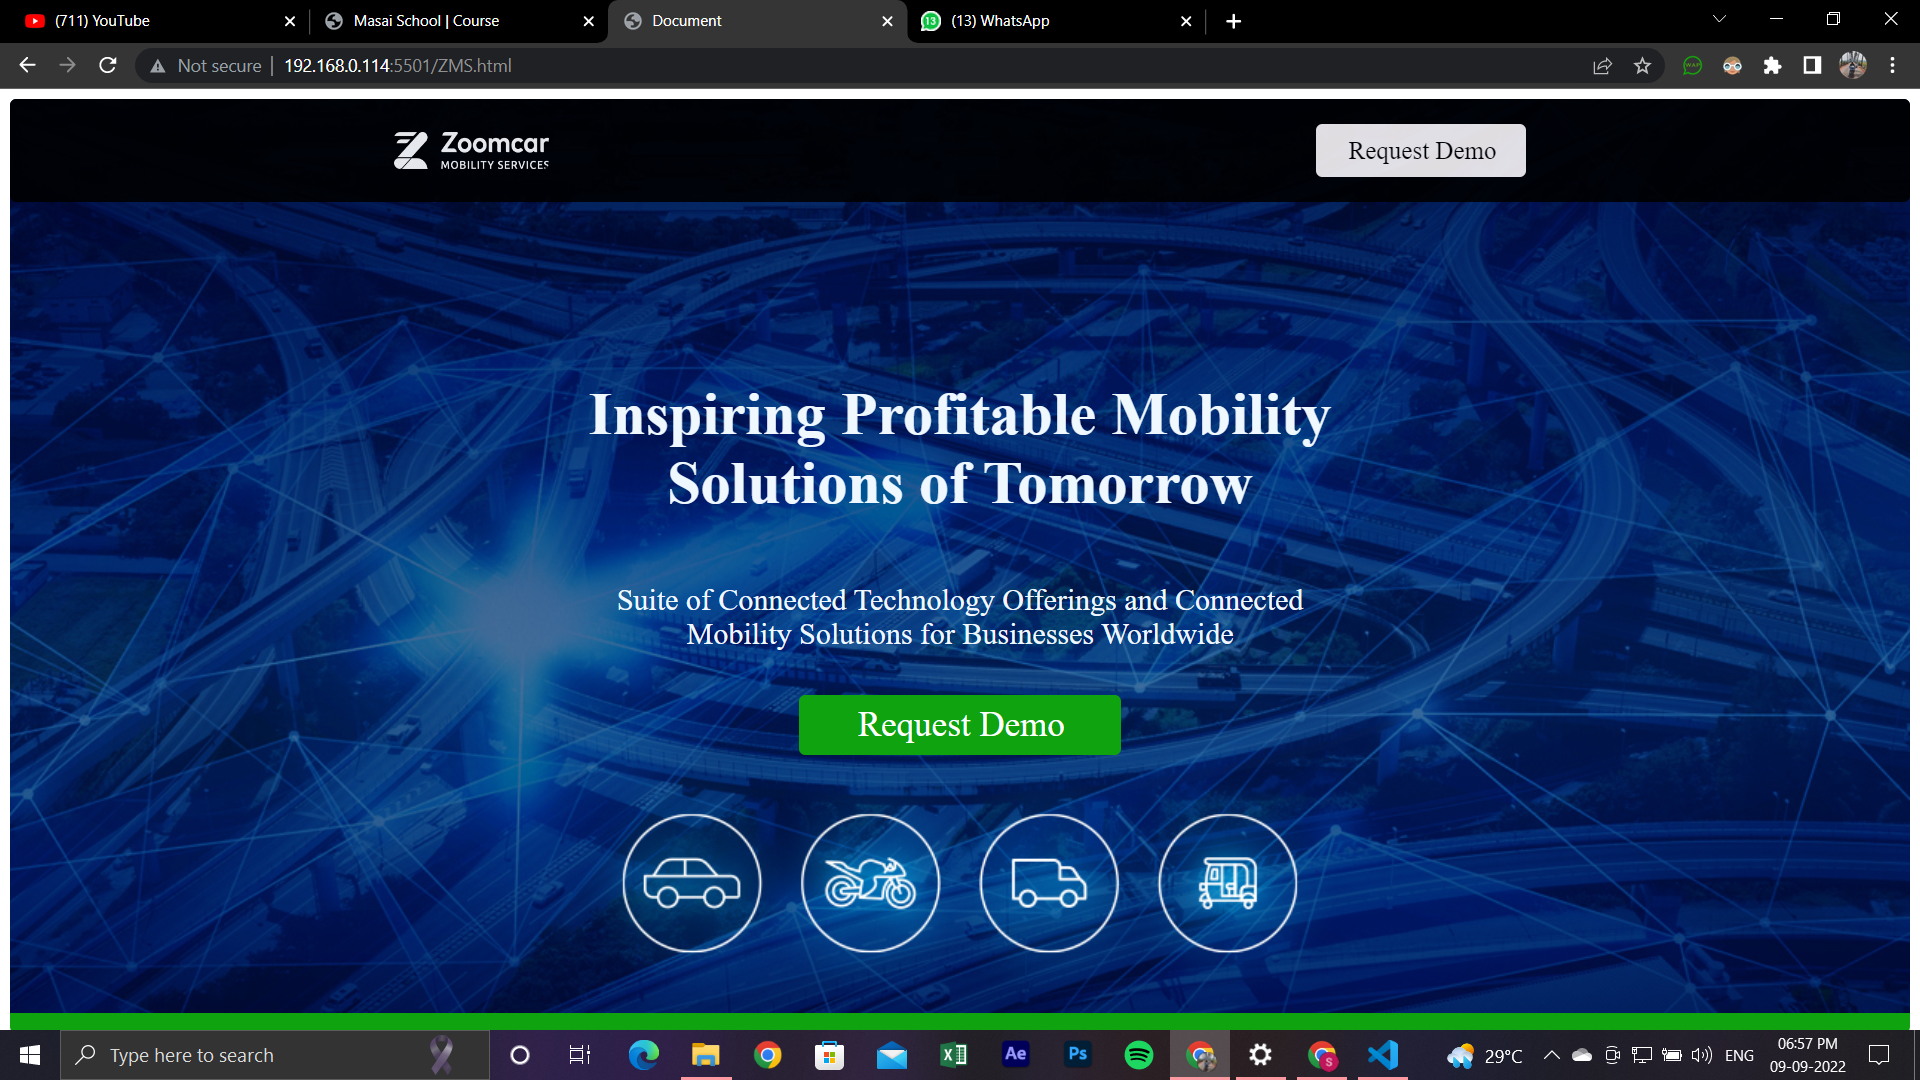 (711) YouTube
Masai School | Course
Document
(13) WhatsApp
Not secure
192.168.0.114:5501/ZMS.html
Zoomcar
MOBILITY SERVICES
Request Demo
Inspiring Profitable Mobility
Solutions of Tomorrow
Suite of Connected Technology Offerings and Connected
Mobility Solutions for Businesses Worldwide
Request Demo
Type here to search
Ae
Ps
S
29°C
ENG
06:57 PM
09-09-2022